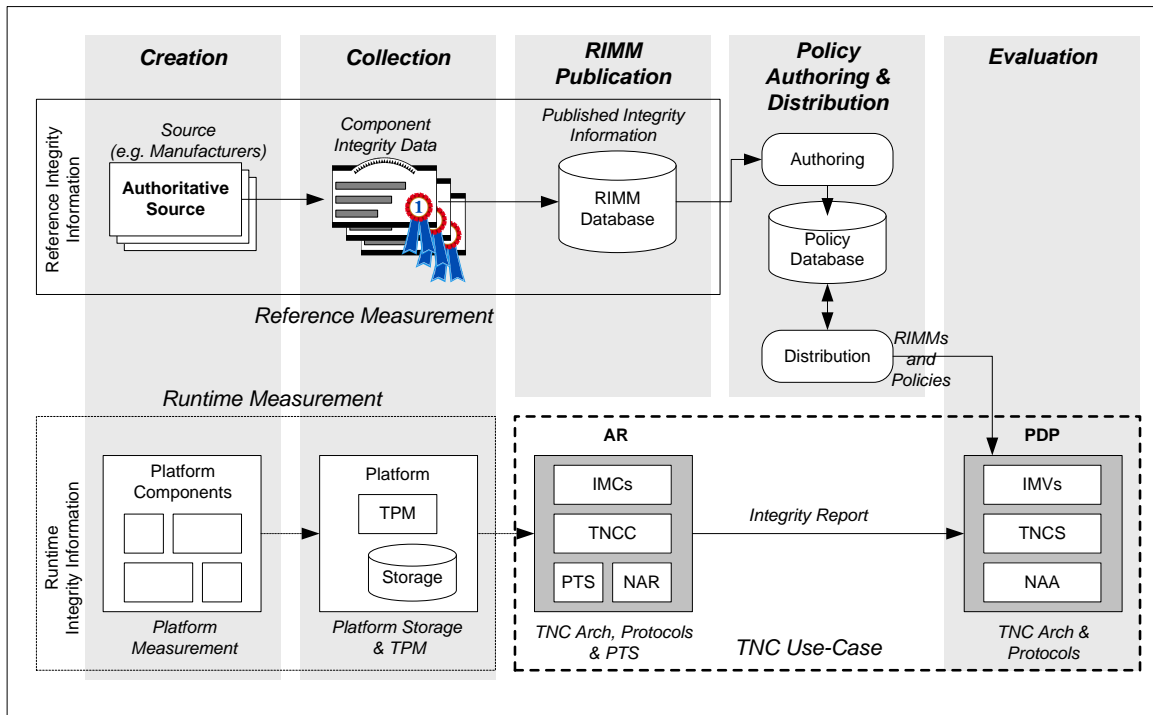 Creation
Collection
RIMM
Publication
Policy
Authoring &
Distribution
Evaluation
Reference Integrity
Information
Source
(e.g. Manufacturers)
Authoritative
Source
Component
Integrity Data
1
Published Integrity
Information
RIMM
Database
Authoring
Policy
Database
Distribution
RIMMs
and
Policies
Reference Measurement
Runtime Measurement
Runtime
Integrity Information
Platform
Components
Platform
Measurement
Platform
TPM
Storage
Platform Storage
& TPM
AR
IMCs
TNCC
PTS
NAR
TNC Arch, Protocols
& PTS
Integrity Report
TNC Use-Case
PDP
IMVs
TNCS
NAA
TNC Arch &
Protocols